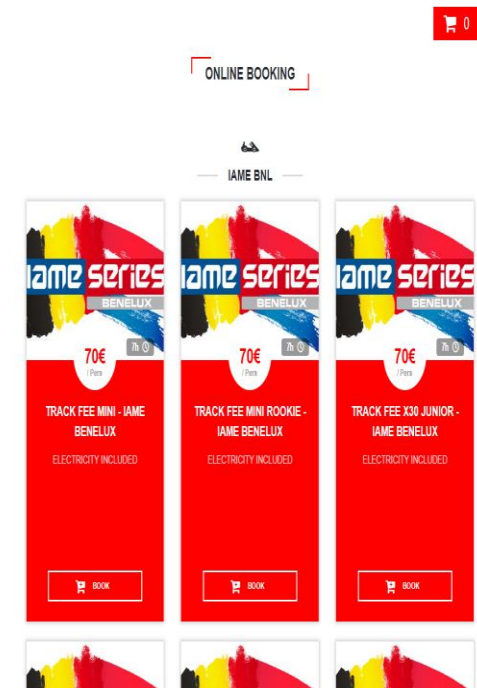 0
ONLINE BOOKING
IAME BNL
iame series
BENELUX
70€
/ Pers
7h
TRACK FEE MINI - IAME
BENELUX
ELECTRICITY INCLUDED
BOOK
iame series
BENELUX
70€
/ Pers
7h
TRACK FEE MINI ROOKIE -
IAME BENELUX
ELECTRICITY INCLUDED
BOOK
iame series
BENELUX
70€
/ Pers
7h
TRACK FEE X30 JUNIOR -
IAME BENELUX
ELECTRICITY INCLUDED
BOOK